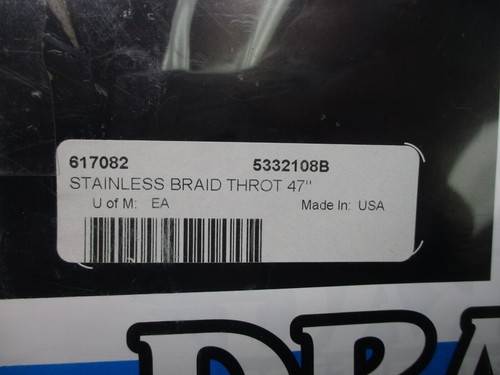 617082 5332108B
STAINLESS BRAID THROT 47"
U of M: EA Made In: USA